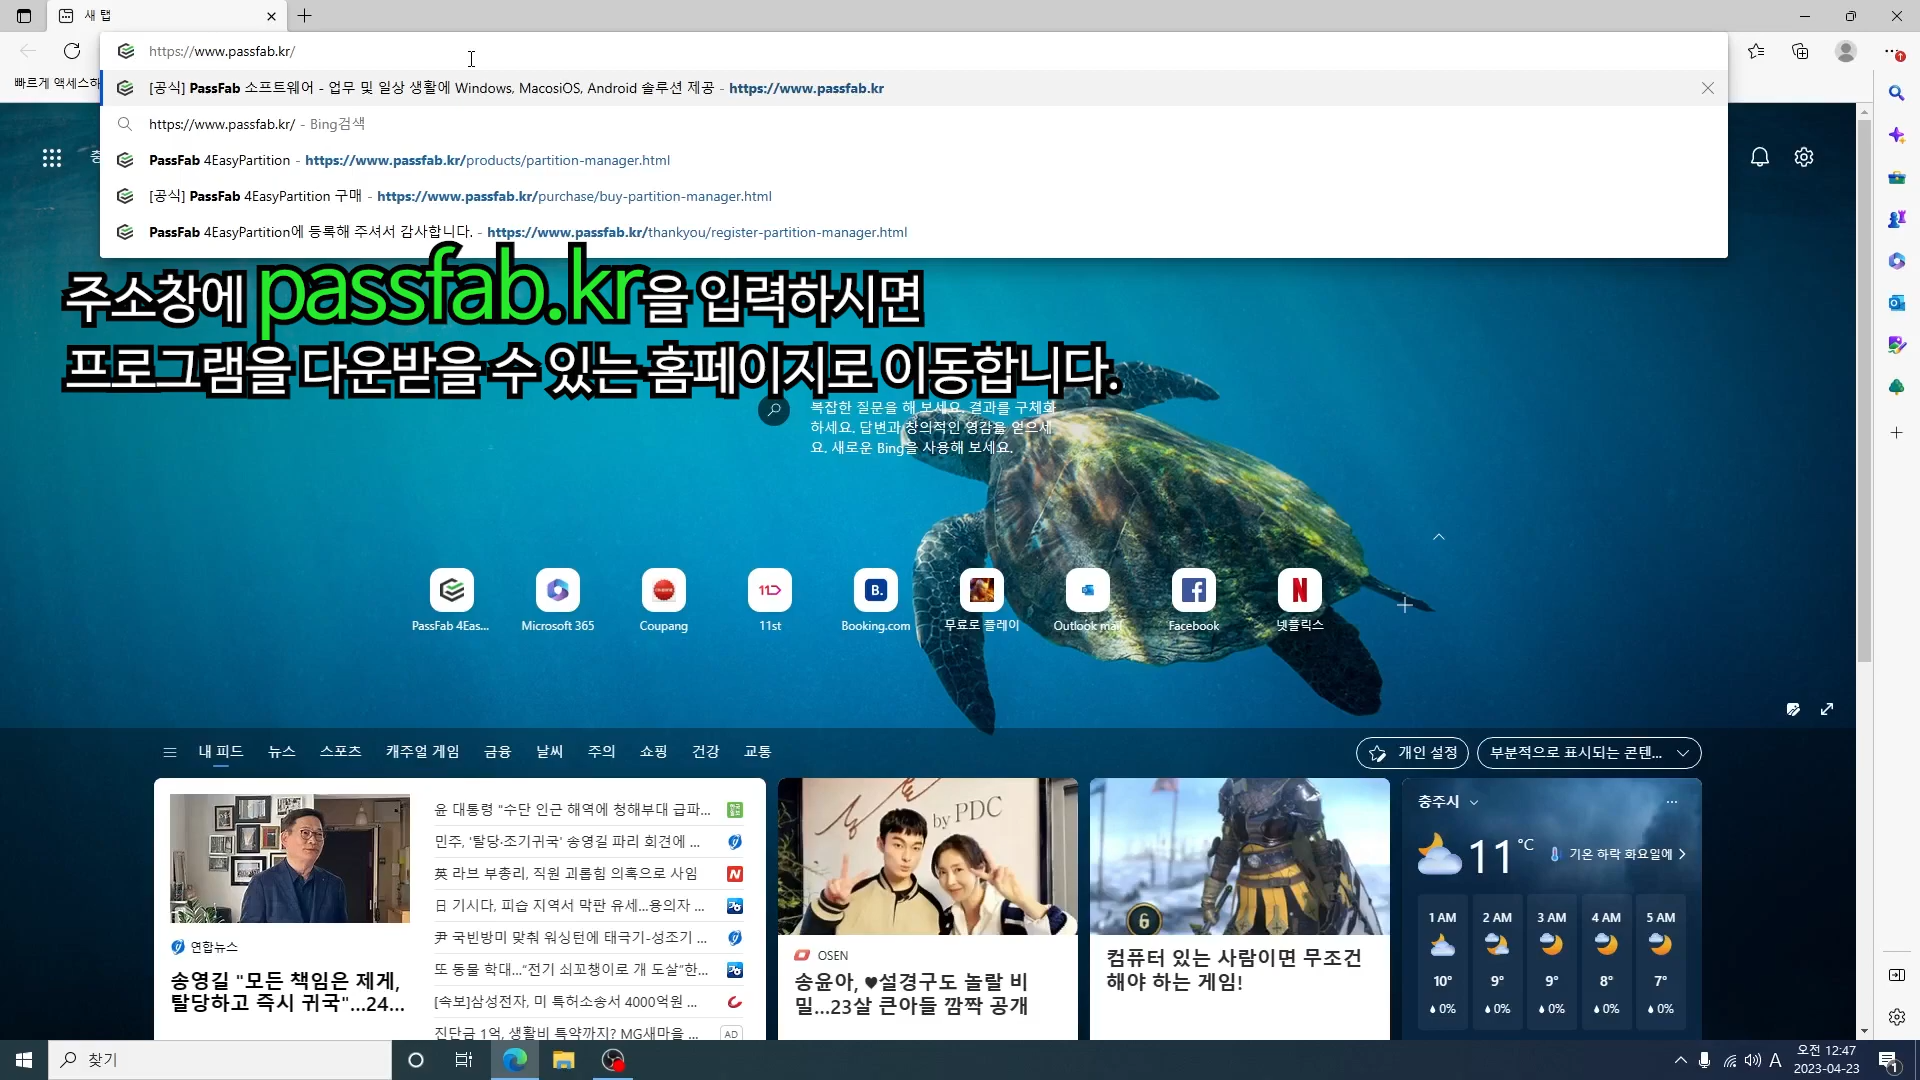 새 탭
https://www.passfab.kr/
빠르게 액세스하
[공식] PassFab 소프트웨어 - 업무 및 일상 생활에 Windows, MacosiOS, Android 솔루션 제공 - https://www.passfab.kr
https://www.passfab.kr/ - Bing검색
PassFab 4EasyPartition - https://www.passfab.kr/products/partition-manager.html
[공식] PassFab 4EasyPartition 구매 - https://www.passfab.kr/purchase/buy-partition-manager.html
PassFab 4EasyPartition에 등록해 주셔서 감사합니다. - https://www.passfab.kr/thankyou/register-partition-manager.html
주소창에 passfab.kr을 입력하시면
프로그램을 다운받을 수 있는 홈페이지로 이동합니다.
복잡한 질문을 해 보세요. 결과를 구체화
하세요. 답변과 창의적인 영감을 얻으세
요. 새로운 Bing을 사용해 보세요.
PassFab 4Eas...
Microsoft 365
Coupang
11st
Booking.com
무료로 플레이
Outlook mail
Facebook
넷플릭스
내 피드 뉴스 스포츠 캐주얼 게임 금융 날씨 주의 쇼핑 건강 교통
개인 설정
부분적으로 표시되는 콘텐...
연합뉴스
송영길 "모든 책임은 제게,
탈당하고 즉시 귀국"...24...
윤 대통령 "수단 인근 해역에 청해부대 급파...
민주, '탈당·조기귀국' 송영길 파리 회견에 ...
英 라브 부총리, 직원 괴롭힘 의혹으로 사임
日 기시다, 피습 지역서 막판 유세...용의자 ...
尹 국빈방미 맞춰 워싱턴에 태극기-성조기 ...
또 동물 학대..."전기 쇠꼬챙이로 개 도살"한...
[속보]삼성전자, 미 특허소송서 4000억원 ...
진단금 1억, 생활비 특약까지? MG새마을 ...
AD
by PDC
OSEN
송윤아, ♥설경구도 놀랄 비
밀...23살 큰아들 깜짝 공개
6
컴퓨터 있는 사람이면 무조건
해야 하는 게임!
충주시
11 °C
기온 하락 화요일에
1 AM 2 AM 3 AM 4 AM 5 AM
10° 9° 9° 8° 7°
0% 0% 0% 0% 0%
찾기
A
오전 12:47
2023-04-23
1